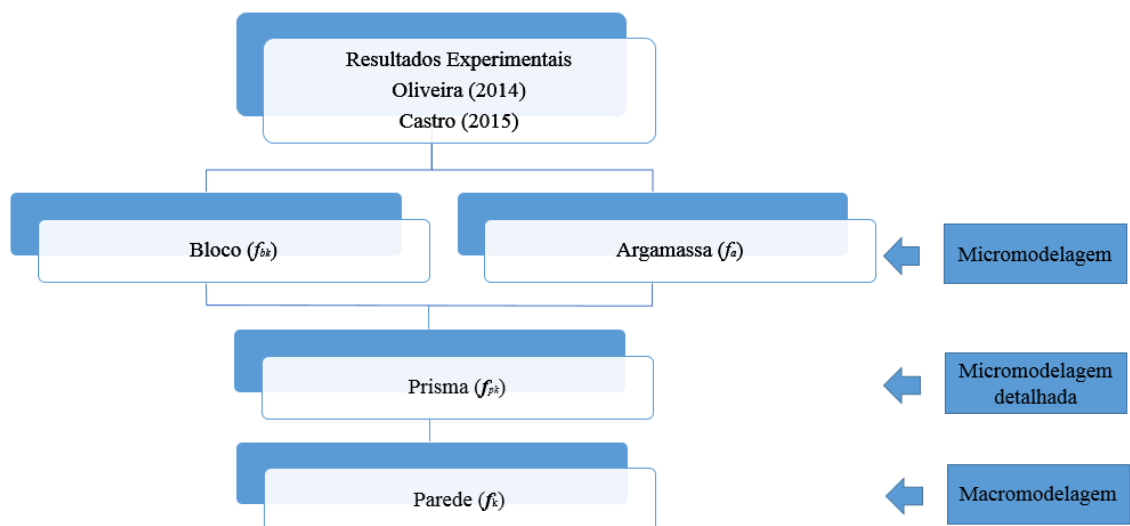 Resultados Experimentais
Oliveira (2014)
Castro (2015)
Bloco (fbk)
Argamassa (fa)
Micromodelagem
Prisma (fpk)
Micromodelagem
detalhada
Parede (fk)
Macromodelagem